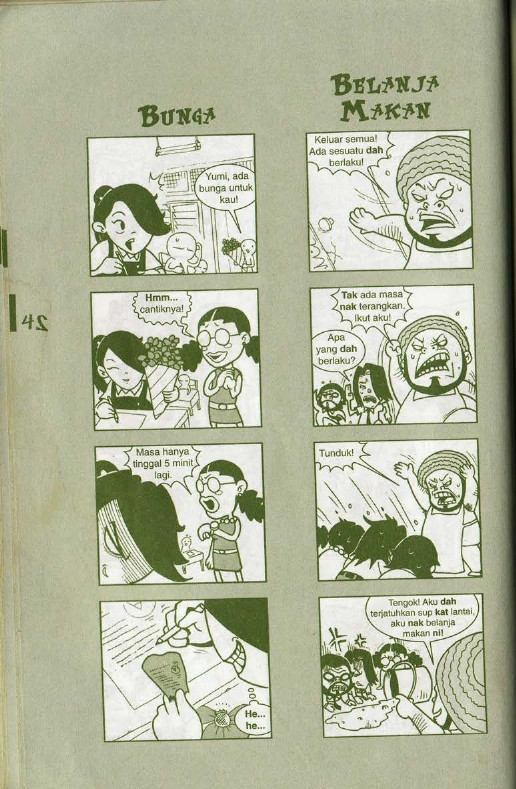 BUNGA
Yumi, ada
bunga untuk
kau!
Hmm...
cantiknya!
Masa hanya
tinggal 5 minit
lagi.
He...
he...
BELANJA
MAKAN
Keluar semua!
Ada sesuatu dah
berlaku!
Tak ada masa
nak terangkan.
Ikut aku!
Apa
yang dah
berlaku?
Tunduk!
Tengok! Aku dah
terjatuhkan sup kat lantai,
aku nak belanja
makan ni!
42